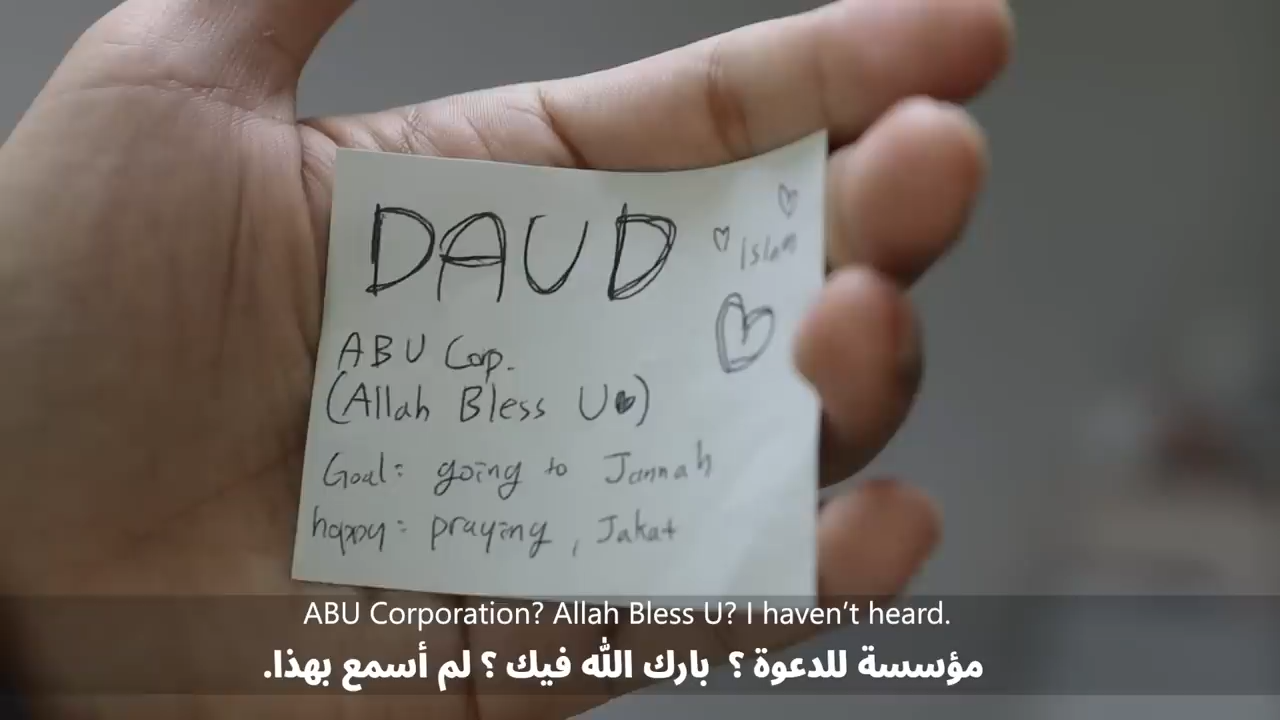 DAUD
Islam
ABU Corp.
(Allah Bless U)
Goal: going to Jannah
happy: praying, Jakat
ABU Corporation? Allah Bless U? I haven’t heard.
مؤسسة للدعوة ؟ بارك الله فيك ؟ لم أسمع بهذا.